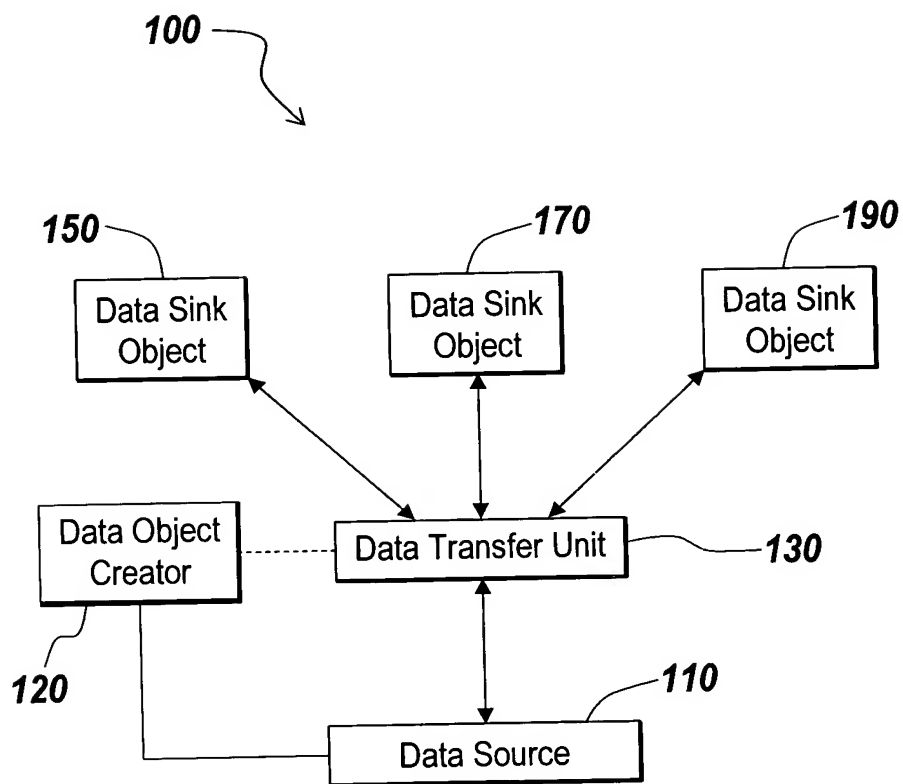 100
150
170
190
Data Sink
Object
Data Sink
Object
Data Sink
Object
Data Object
Creator
Data Transfer Unit
130
120
110
Data Source